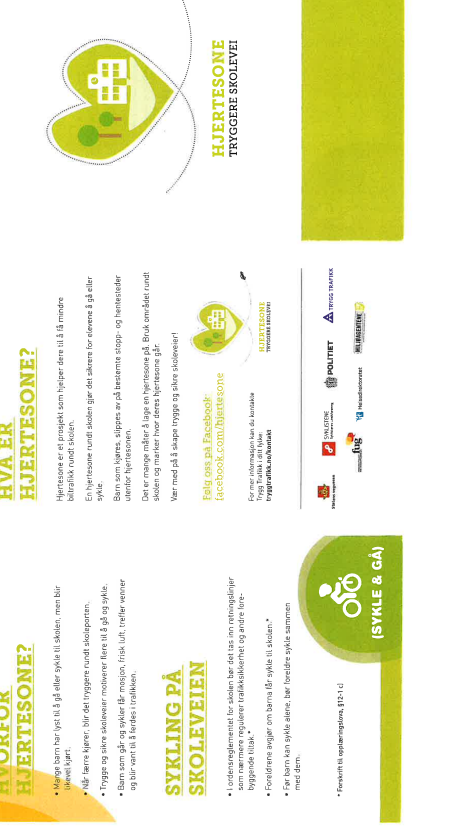 HVORFOR
HJERTESONE?
• Mange barn har lyst til å gå eller sykle til skolen, men blir
likevel kjørt.
• Når færre kjører, blir det tryggere rundt skoleporten.
• Trygge og sikre skoleveier motiverer flere til å gå og sykle.
• Barn som går og sykler får mosjon, frisk luft, treffer venner
og blir vant til å ferdes i trafikken.
SYKLING PÅ
SKOLEVEIEN
• I ordensreglementet for skolen bør det tas inn retningslinjer
som nærmere regulerer trafikksikkerhet og andre fore-
byggende tiltak.*
• Foreldrene avgjør om barna får sykle til skolen.*
• Før barn kan sykle alene, bør foreldre sykle sammen
med dem.
(SYKLE & GÅ)
* Forskrift til opplæringslova, §12-1 c)
HVA ER
HJERTESONE?
Hjertesone er et prosjekt som hjelper dere til å få mindre
biltrafikk rundt skolen.
En hjertesone rundt skolen gjør det sikrere for elevene å gå eller
sykle.
Barn som kjøres, slippes av på bestemte stopp- og hentesteder
utenfor hjertesonen.
Det er mange måter å lage en hjertesone på. Bruk området rundt
skolen og marker hvor deres hjertesone går.
Vær med på å skape trygge og sikre skoleveier!
Følg oss på Facebook:
facebook.com/hjertesone
HJERTESONE
TRYGGERE SKOLEVEI
For mer informasjon kan du kontakte
Trygg Trafikk i ditt fylke:
tryggtrafikk.no/kontakt
Statens vegvesen
SYKLISTENE
POLITIET
TRYGG TRAFIKK
fug
Helsedirektoratet
MILJØAGENTENE
HJERTESONE
TRYGGERE SKOLEVEI